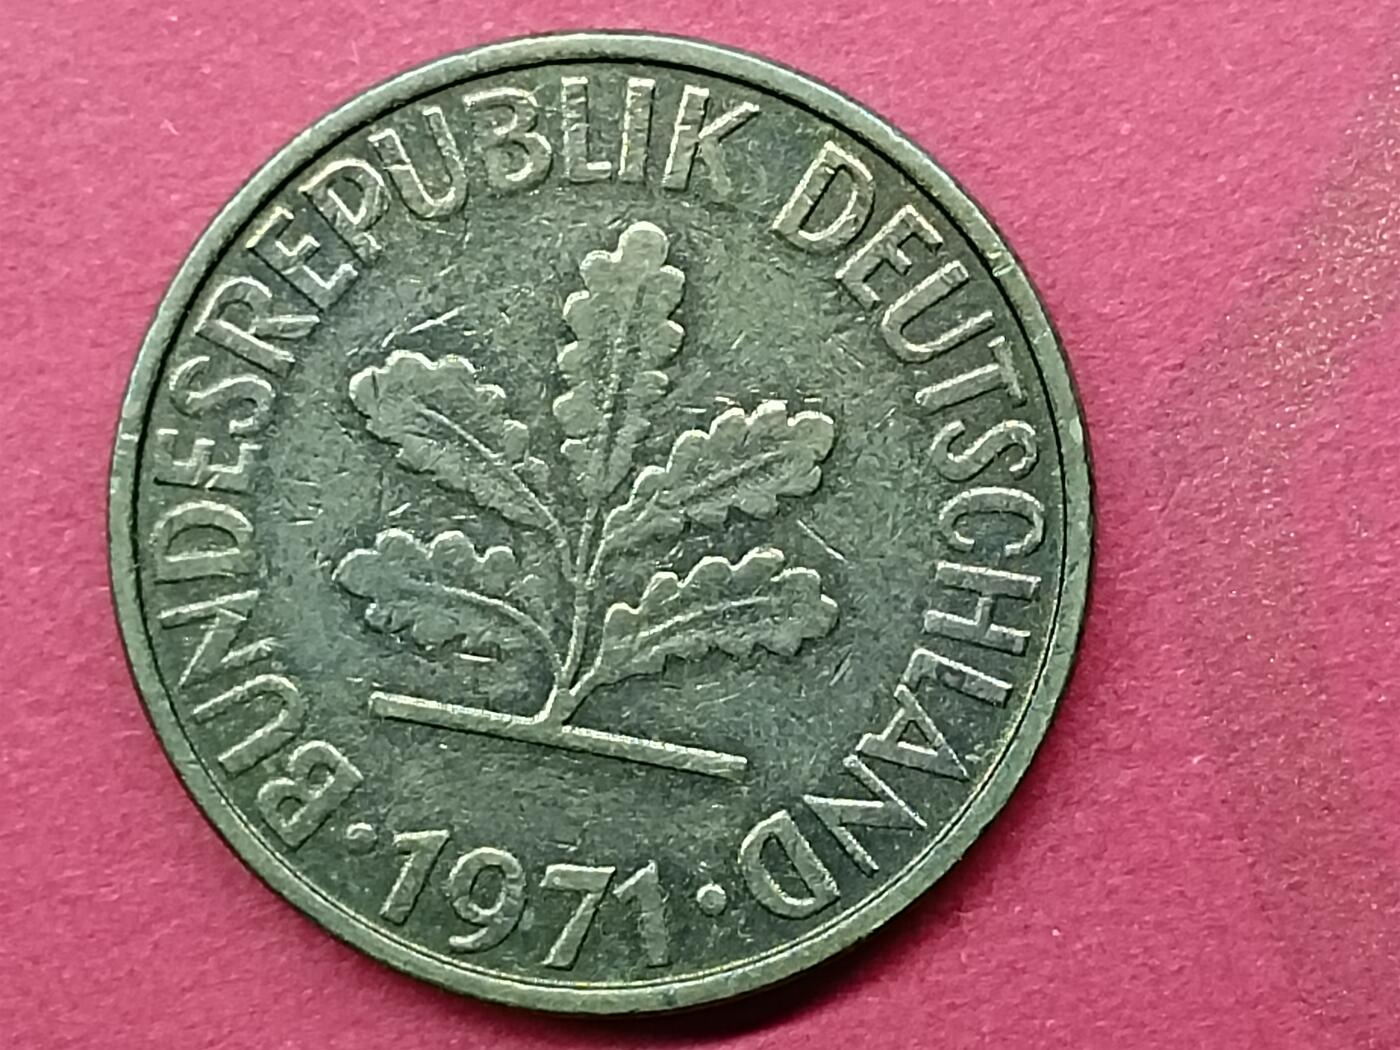 BUNDESREPUBLIK DEUTSCHLAND
· 1971 ·